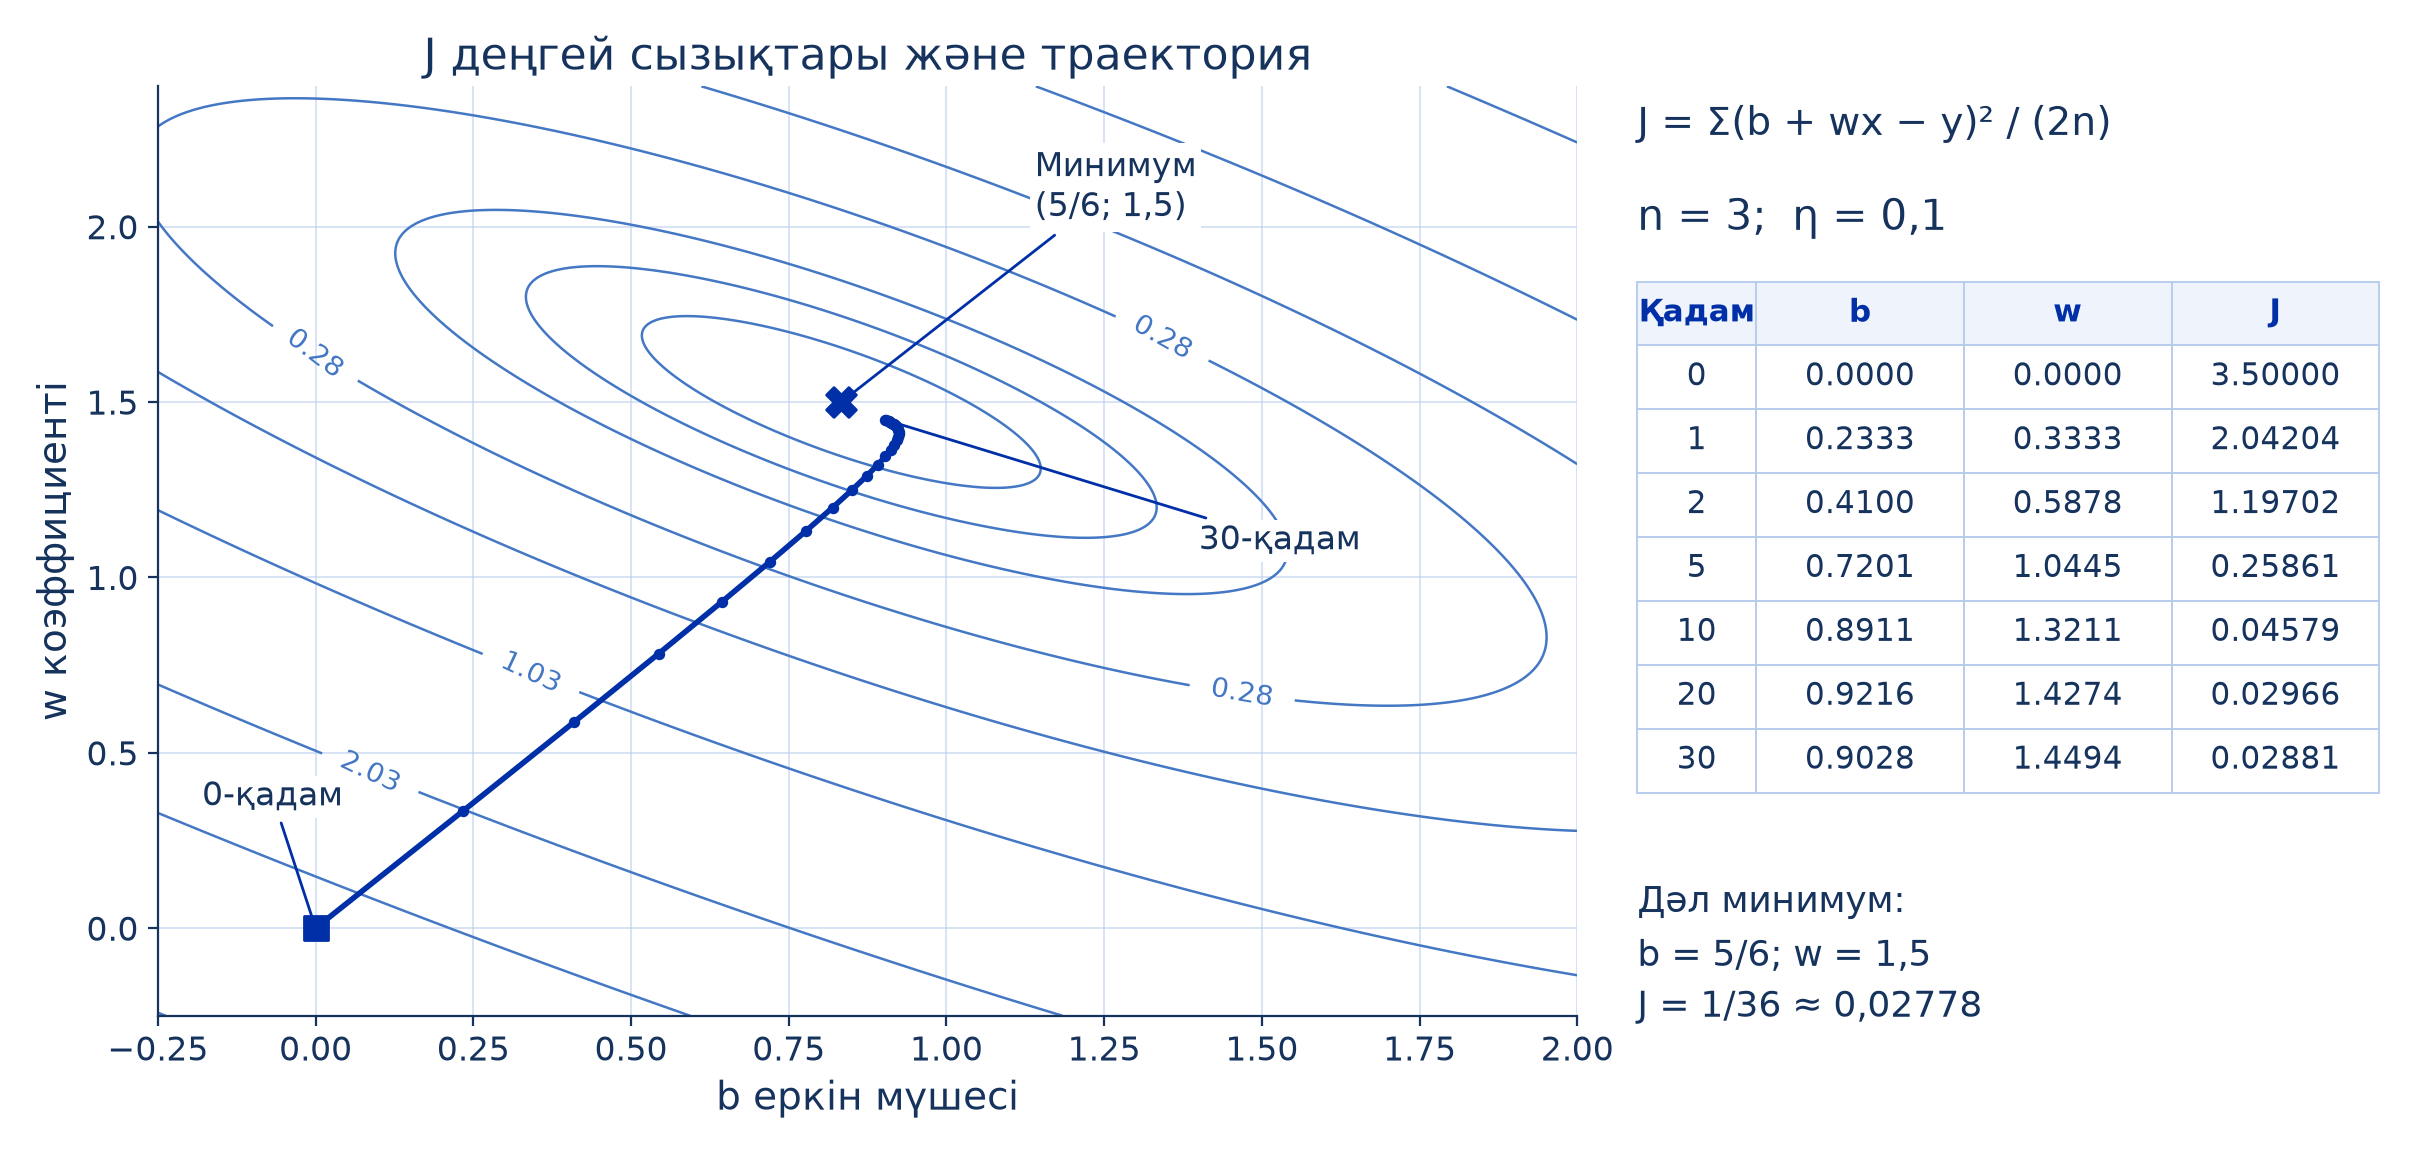 J деңгей сызықтары және траектория
w коэффициенті
2.0
1.5
1.0
0.5
0.0
−0.25 0.00 0.25 0.50 0.75 1.00 1.25 1.50 1.75 2.00
b еркін мүшесі
Минимум
(5/6; 1,5)
0.28
0.28
30-қадам
1.03
0.28
2.03
0-қадам
J = Σ(b + wx − y)² / (2n)
n = 3; η = 0,1
Қадам b w J
0 0.0000 0.0000 3.50000
1 0.2333 0.3333 2.04204
2 0.4100 0.5878 1.19702
5 0.7201 1.0445 0.25861
10 0.8911 1.3211 0.04579
20 0.9216 1.4274 0.02966
30 0.9028 1.4494 0.02881
Дәл минимум:
b = 5/6; w = 1,5
J = 1/36 ≈ 0,02778